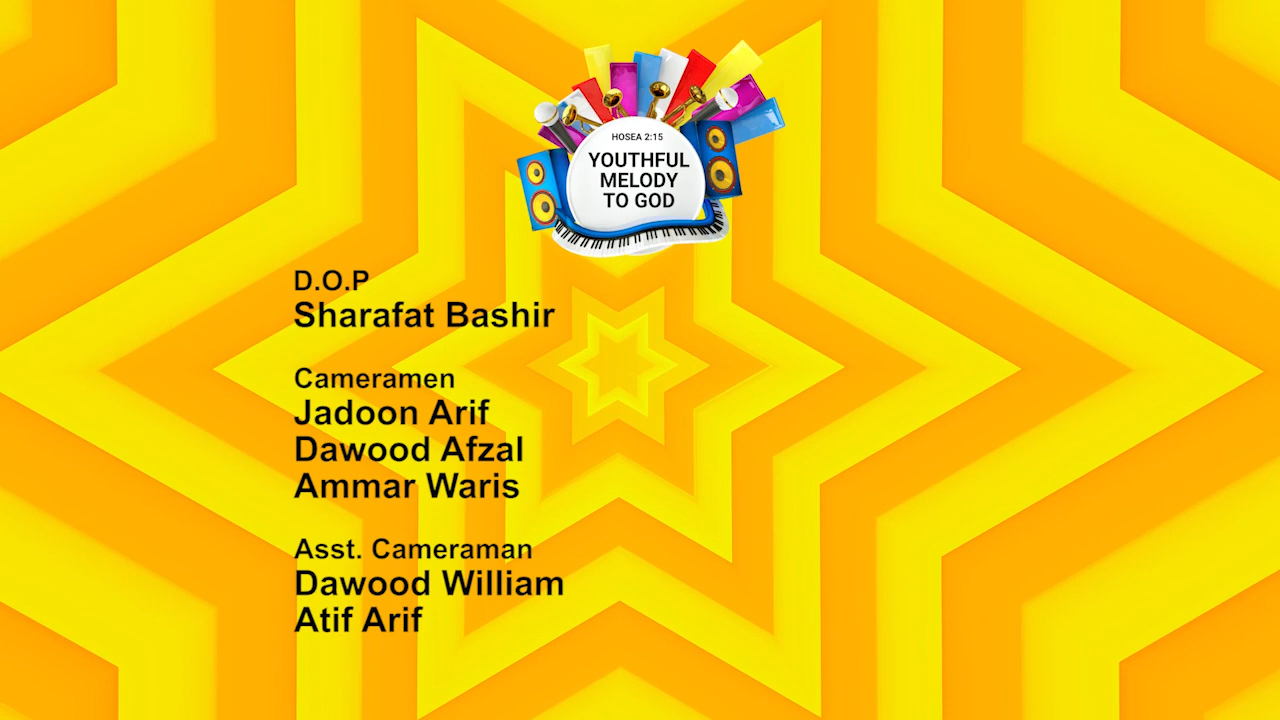 HOSEA 2:15
YOUTHFUL
MELODY
TO GOD
D.O.P
Sharafat Bashir
Cameramen
Jadoon Arif
Dawood Afzal
Ammar Waris
Asst. Cameraman
Dawood William
Atif Arif